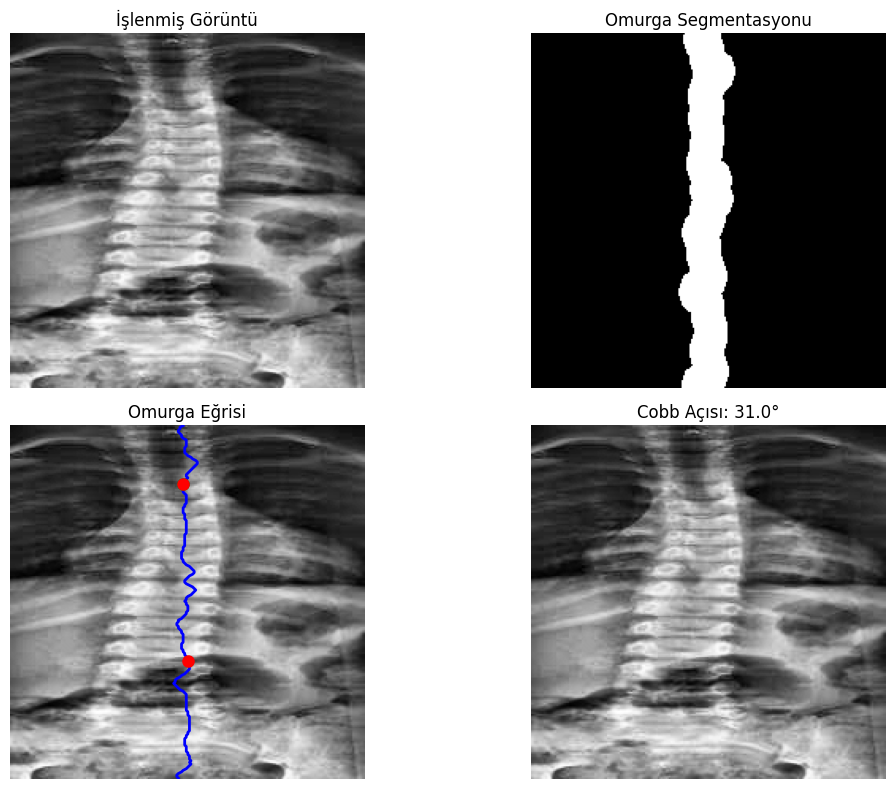 İşlenmiş Görüntü
Omurga Segmentasyonu
Omurga Eğrisi
Cobb Açısı: 31.0°